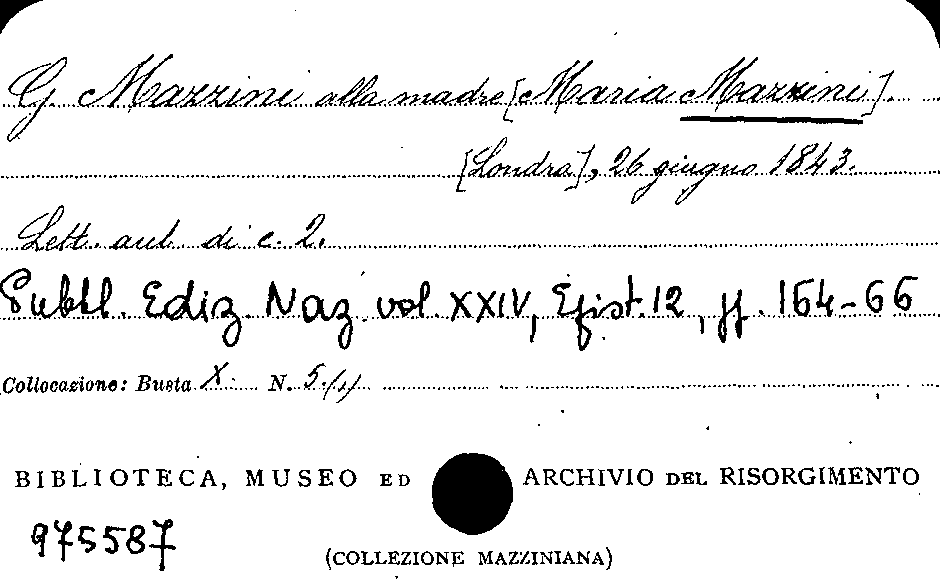 G. Mazzini alla madre [Maria Mazzini].
[Londra], 26 giugno 1843.
Lett. aut. di c. 2.
Pubbl. Ediz. Naz. vol. XXIV, Epist. 12, pp. 164-66
Collocazione: Busta X. N. 5.(1)
BIBLIOTECA, MUSEO ED ARCHIVIO DEL RISORGIMENTO
975587
(COLLEZIONE MAZZINIANA)